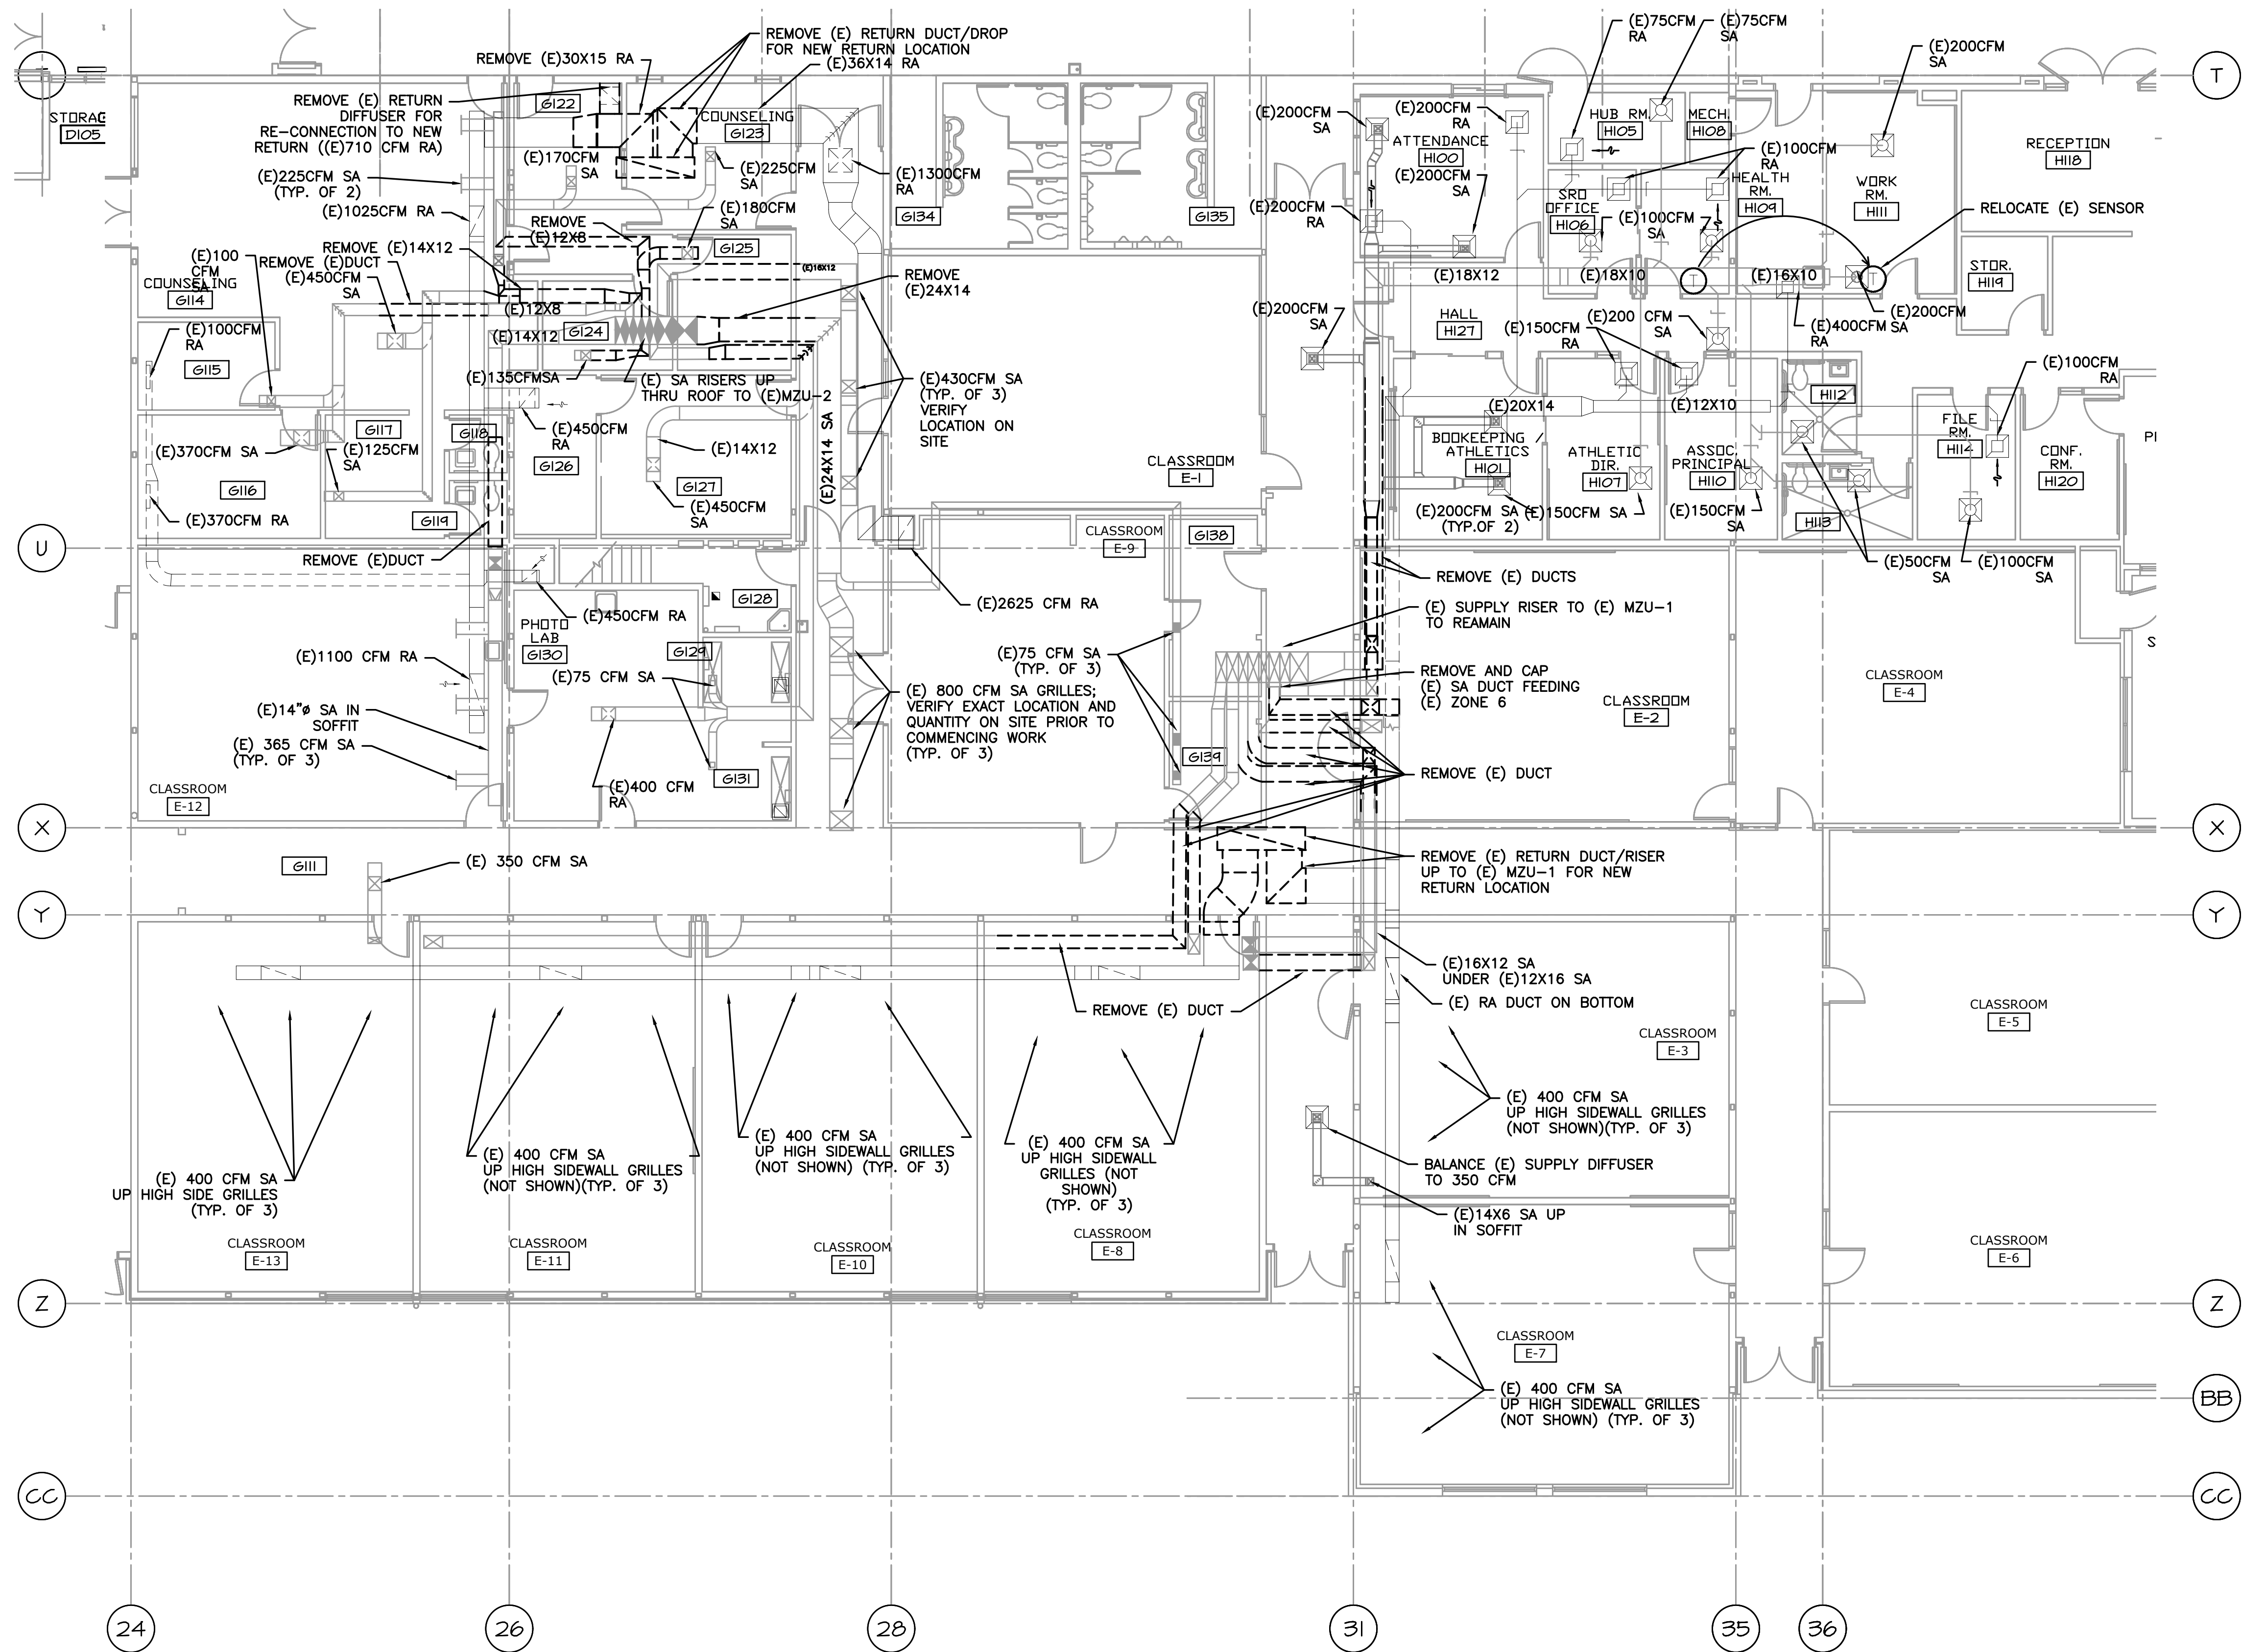 REMOVE (E) RETURN DUCT/DROP
FOR NEW RETURN LOCATION
(E)36X14 RA
REMOVE (E)30X15 RA
REMOVE (E) RETURN
DIFFUSER FOR
RE-CONNECTION TO NEW
RETURN ((E)710 CFM RA)
(E)225CFM SA
(TYP. OF 2)
(E)1025CFM RA
REMOVE (E)14X12
REMOVE (E)DUCT
(E)450CFM
SA
(E)100
CFM
SA
STORAG
D105
G122
COUNSELING
G123
(E)170CFM
SA
(E)225CFM
SA
(E)180CFM
SA
REMOVE
(E)12X8
G125
(E)16X12
REMOVE
(E)24X14
(E)1300CFM
RA
G134
G135
COUNSELING
G114
(E)100CFM
RA
G115
(E)12X8
G124
(E)14X12
(E)135CFMSA
(E) SA RISERS UP
THRU ROOF TO (E)MZU-2
(E)430CFM SA
(TYP. OF 3)
VERIFY
LOCATION ON
SITE
(E)24X14 SA
G117
G118
(E)450CFM
RA
G126
(E)14X12
G127
(E)450CFM
SA
(E)370CFM SA
(E)125CFM
SA
G116
(E)370CFM RA
G119
REMOVE (E)DUCT
CLASSROOM
E-1
CLASSROOM
E-9
G138
(E)2625 CFM RA
(E)450CFM RA
G128
PHOTO
LAB
G130
G129
(E)75 CFM SA
(E)1100 CFM RA
(E)14"ø SA IN
SOFFIT
(E) 365 CFM SA
(TYP. OF 3)
CLASSROOM
E-12
(E)400 CFM
RA
G131
(E) 800 CFM SA GRILLES;
VERIFY EXACT LOCATION AND
QUANTITY ON SITE PRIOR TO
COMMENCING WORK
(TYP. OF 3)
(E)75 CFM SA
(TYP. OF 3)
G139
G111
(E) 350 CFM SA
(E)75CFM
RA
(E)75CFM
SA
(E)200CFM
SA
(E)200CFM
SA
(E)200CFM
RA
ATTENDANCE
H100
(E)200CFM
SA
(E)200CFM
RA
HUB RM.
H105
MECH.
H108
(E)100CFM
RA
HEALTH
RM.
H109
SRO
OFFICE
H106
(E)100CFM
SA
WORK
RM.
H111
RECEPTION
H118
RELOCATE (E) SENSOR
STOR.
H119
(E)18X12
(E)18X10
(E)16X10
T
T
(E)200CFM
SA
HALL
H127
(E)150CFM
RA
(E)200 CFM
SA
(E)400CFM
RA
(E)200CFM
SA
(E)100CFM
RA
H112
(E)20X14
(E)12X10
BOOKEEPING /
ATHLETICS
H101
ATHLETIC
DIR.
H107
ASSOC.
PRINCIPAL
H110
FILE
RM.
H114
CONF.
RM.
H120
PI
(E)200CFM SA
(TYP.OF 2)
(E)150CFM SA
(E)150CFM
SA
H113
(E)50CFM
SA
(E)100CFM
SA
REMOVE (E) DUCTS
(E) SUPPLY RISER TO (E) MZU-1
TO REAMAIN
REMOVE AND CAP
(E) SA DUCT FEEDING
(E) ZONE 6
CLASSROOM
E-2
CLASSROOM
E-4
S
REMOVE (E) DUCT
REMOVE (E) RETURN DUCT/RISER
UP TO (E) MZU-1 FOR NEW
RETURN LOCATION
(E)16X12 SA
UNDER (E)12X16 SA
(E) RA DUCT ON BOTTOM
REMOVE (E) DUCT
CLASSROOM
E-3
CLASSROOM
E-5
(E) 400 CFM SA
UP HIGH SIDEWALL GRILLES
(NOT SHOWN)(TYP. OF 3)
BALANCE (E) SUPPLY DIFFUSER
TO 350 CFM
(E)14X6 SA UP
IN SOFFIT
(E) 400 CFM SA
UP HIGH SIDE GRILLES
(TYP. OF 3)
(E) 400 CFM SA
UP HIGH SIDEWALL GRILLES
(NOT SHOWN)(TYP. OF 3)
(E) 400 CFM SA
UP HIGH SIDEWALL GRILLES
(NOT SHOWN) (TYP. OF 3)
(E) 400 CFM SA
UP HIGH SIDEWALL
GRILLES (NOT
SHOWN)
(TYP. OF 3)
CLASSROOM
E-13
CLASSROOM
E-11
CLASSROOM
E-10
CLASSROOM
E-8
CLASSROOM
E-6
CLASSROOM
E-7
(E) 400 CFM SA
UP HIGH SIDEWALL GRILLES
(NOT SHOWN) (TYP. OF 3)
T
U
X
X
Y
Y
Z
Z
BB
CC
CC
24
26
28
31
35
36